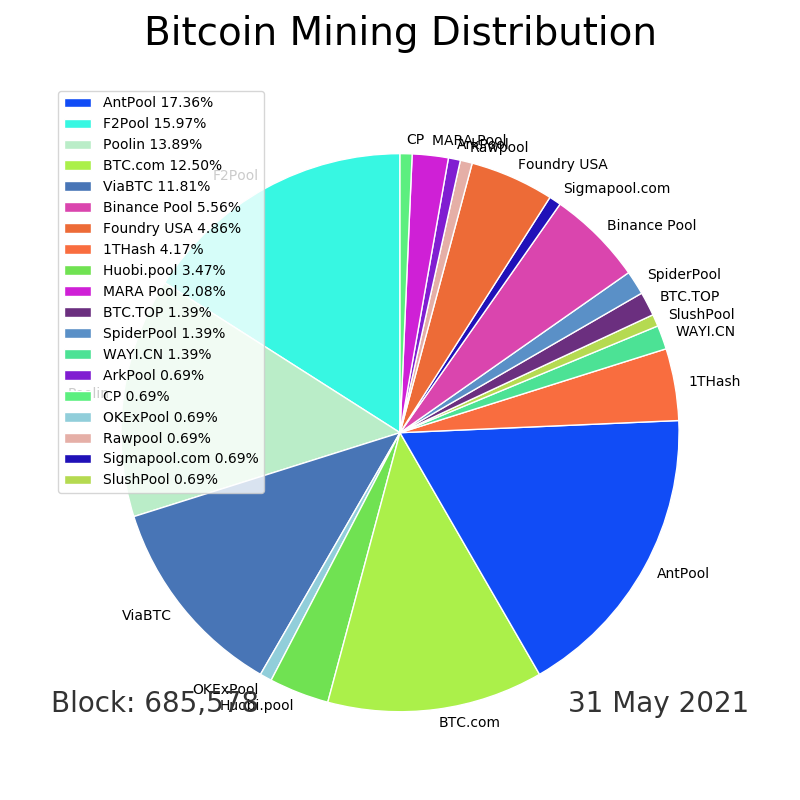 Bitcoin Mining Distribution
AntPool 17.36%
F2Pool 15.97%
Poolin 13.89%
BTC.com 12.50%
ViaBTC 11.81%
Binance Pool 5.56%
Foundry USA 4.86%
1THash 4.17%
Huobi.pool 3.47%
MARA Pool 2.08%
BTC.TOP 1.39%
SpiderPool 1.39%
WAYI.CN 1.39%
ArkPool 0.69%
CP 0.69%
OKExPool 0.69%
Rawpool 0.69%
Sigmapool.com 0.69%
SlushPool 0.69%
CP
MARA Pool
ArkPool
Rawpool
Foundry USA
Sigmapool.com
Binance Pool
SpiderPool
BTC.TOP
SlushPool
WAYI.CN
1THash
AntPool
BTC.com
Huobi.pool
OKExPool
ViaBTC
Poolin
F2Pool
Block: 685,578
31 May 2021